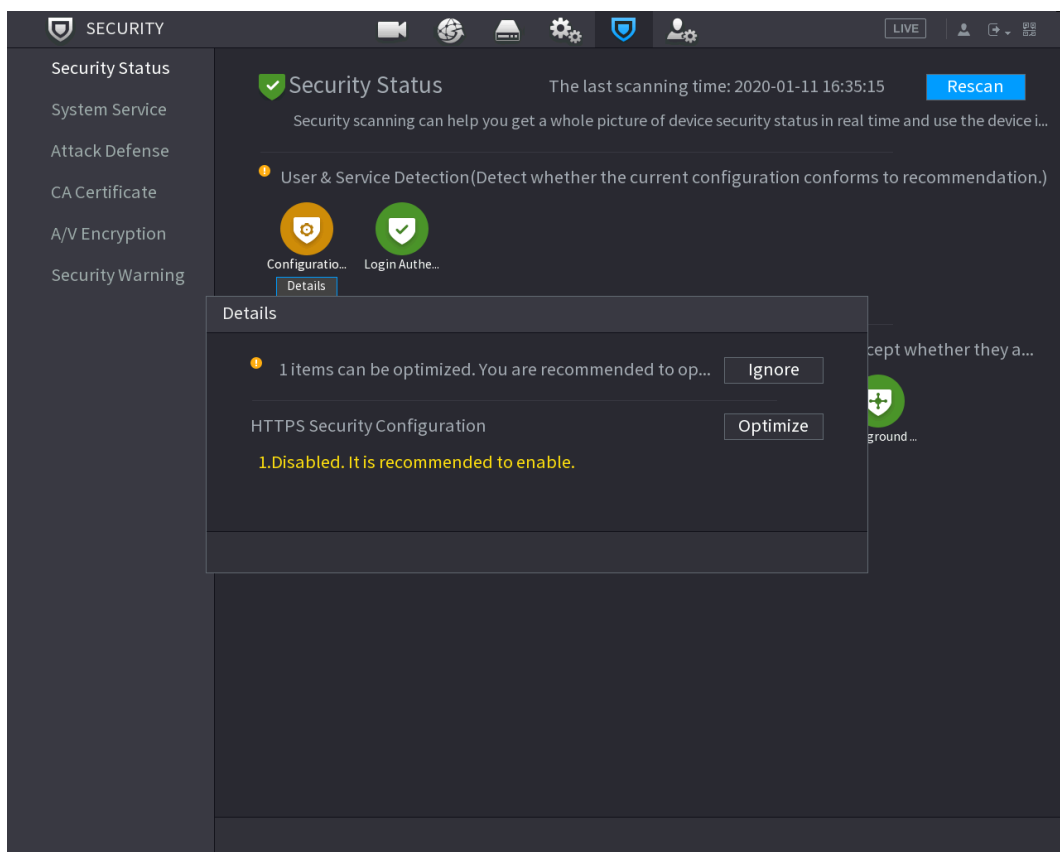 SECURITY
LIVE
Security Status
System Service
Attack Defense
CA Certificate
A/V Encryption
Security Warning
Security Status The last scanning time: 2020-01-11 16:35:15 Rescan
Security scanning can help you get a whole picture of device security status in real time and use the device i...
User & Service Detection(Detect whether the current configuration conforms to recommendation.)
Configuratio... Login Authe...
Details
Details
cept whether they a...
1 items can be optimized. You are recommended to op... Ignore
HTTPS Security Configuration Optimize
ground ...
1.Disabled. It is recommended to enable.